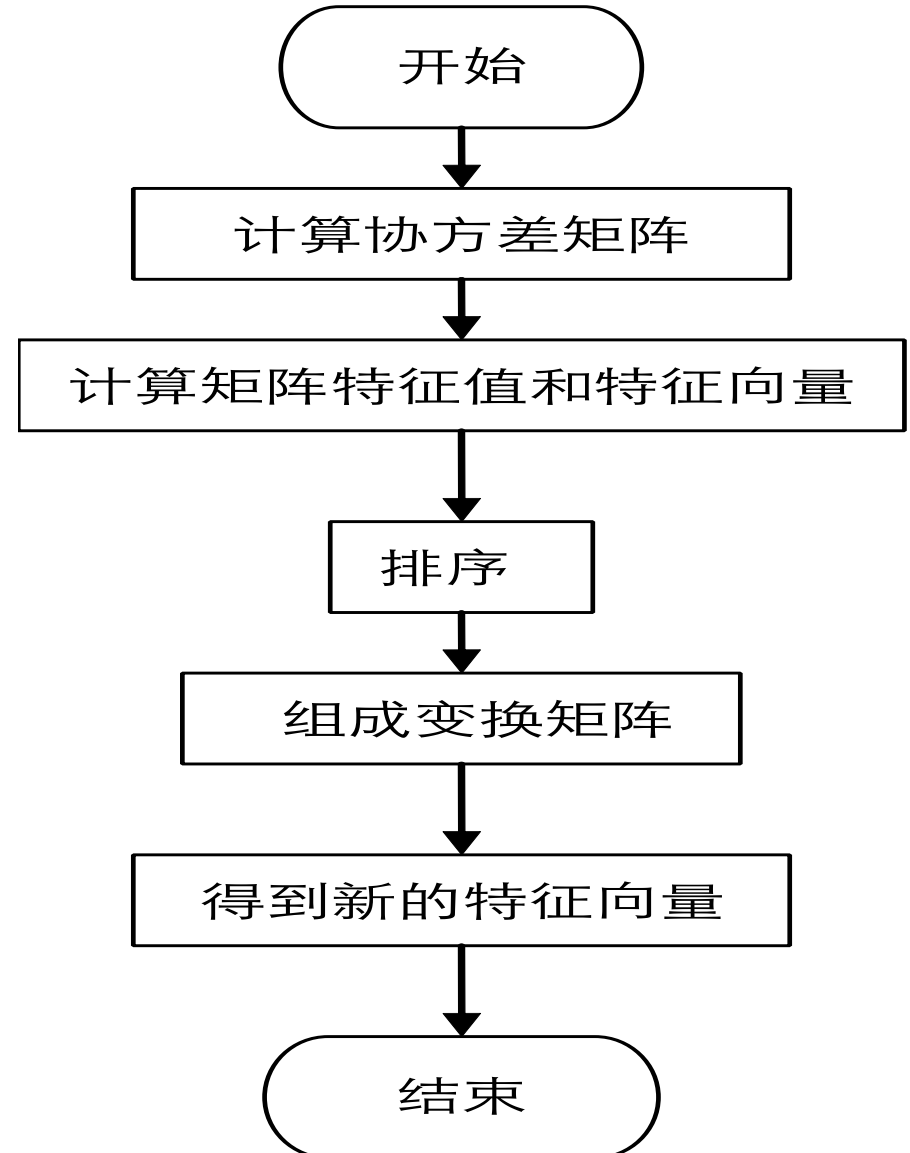 开始
计算协方差矩阵
计算矩阵特征值和特征向量
排序
组成变换矩阵
得到新的特征向量
结束